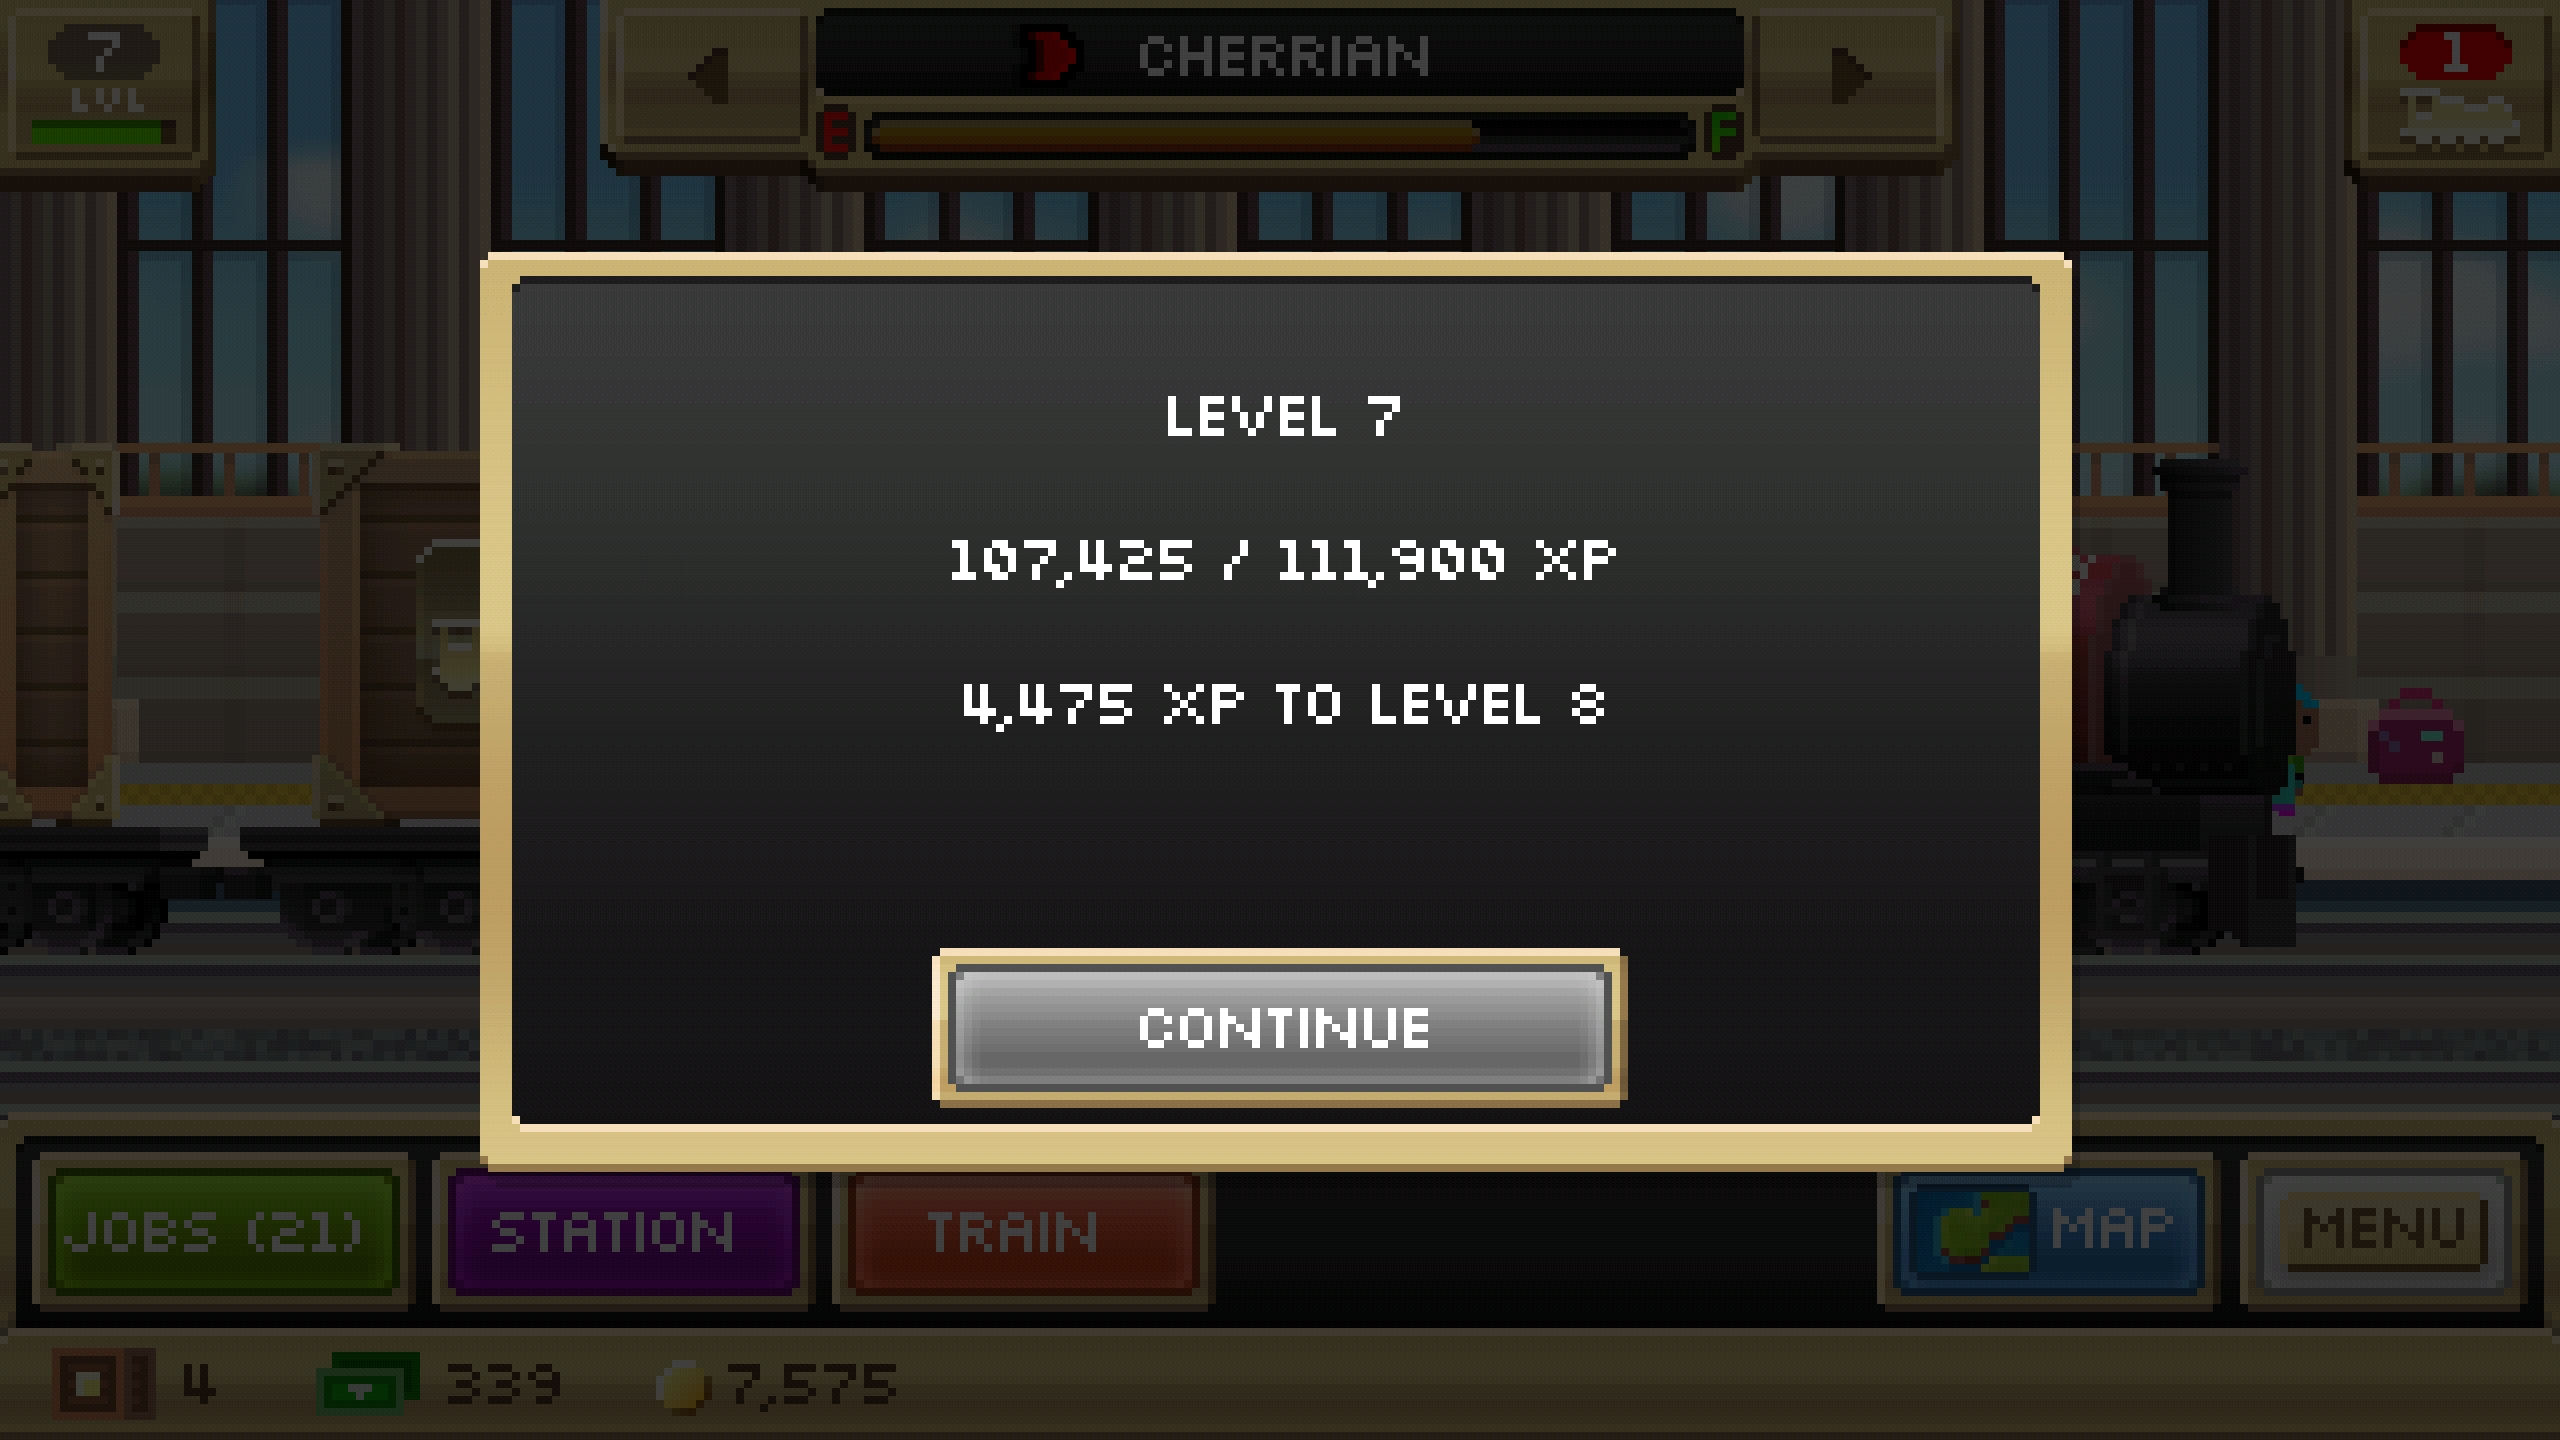 7
LVL
CHERRIAN
E
F
1
LEVEL 7
107,425 / 111,900 XP
4,475 XP TO LEVEL 8
CONTINUE
JOBS (21)
STATION
TRAIN
MAP
MENU
4
339
7,575